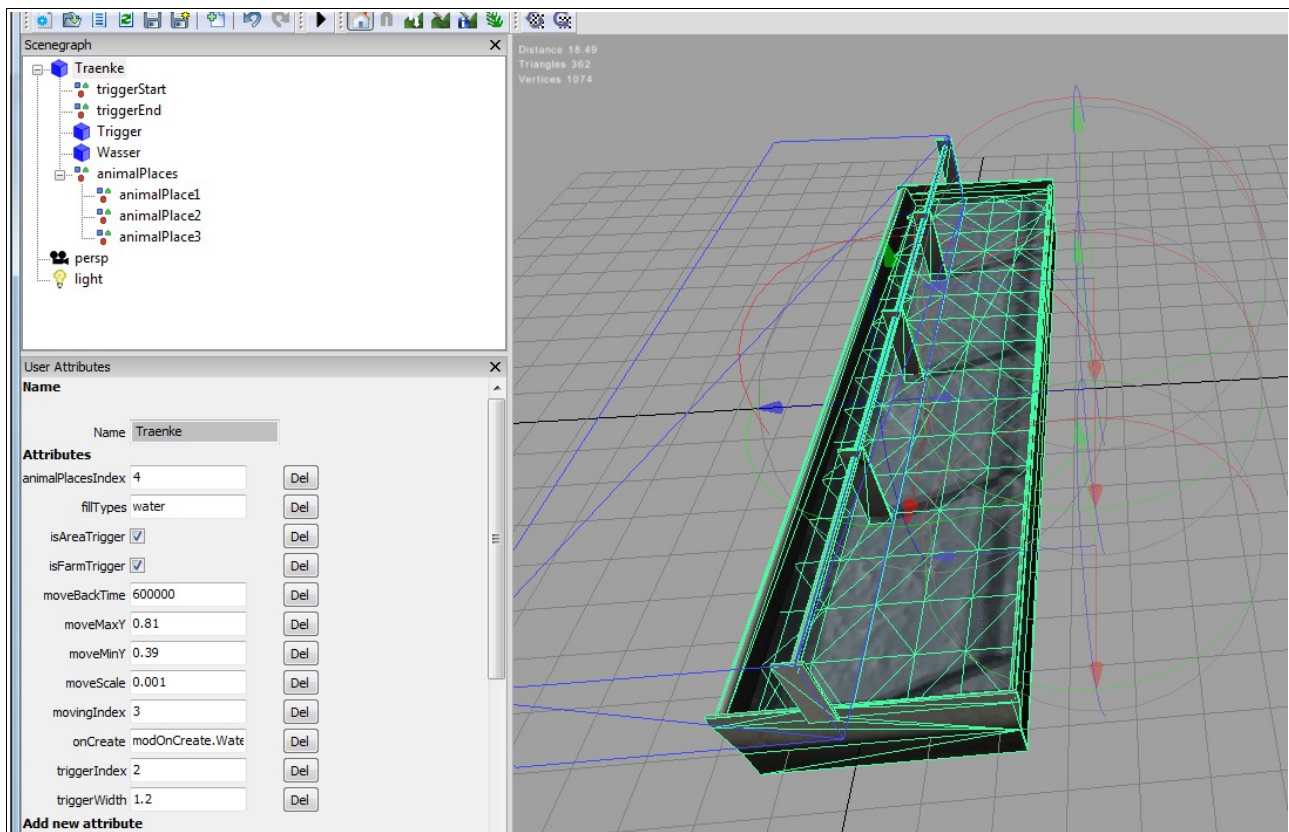 Scenegraph
Traenke
triggerStart
triggerEnd
Trigger
Wasser
animalPlaces
animalPlace1
animalPlace2
animalPlace3
persp
light
Distance 18.49
Triangles 362
Vertices 1074
User Attributes
Name
Name Traenke
Attributes
animalPlacesIndex 4 Del
fillTypes water Del
isAreaTrigger Del
isFarmTrigger Del
moveBackTime 600000 Del
moveMaxY 0.81 Del
moveMinY 0.39 Del
moveScale 0.001 Del
movingIndex 3 Del
onCreate modOnCreate.Wate Del
triggerIndex 2 Del
triggerWidth 1.2 Del
Add new attribute